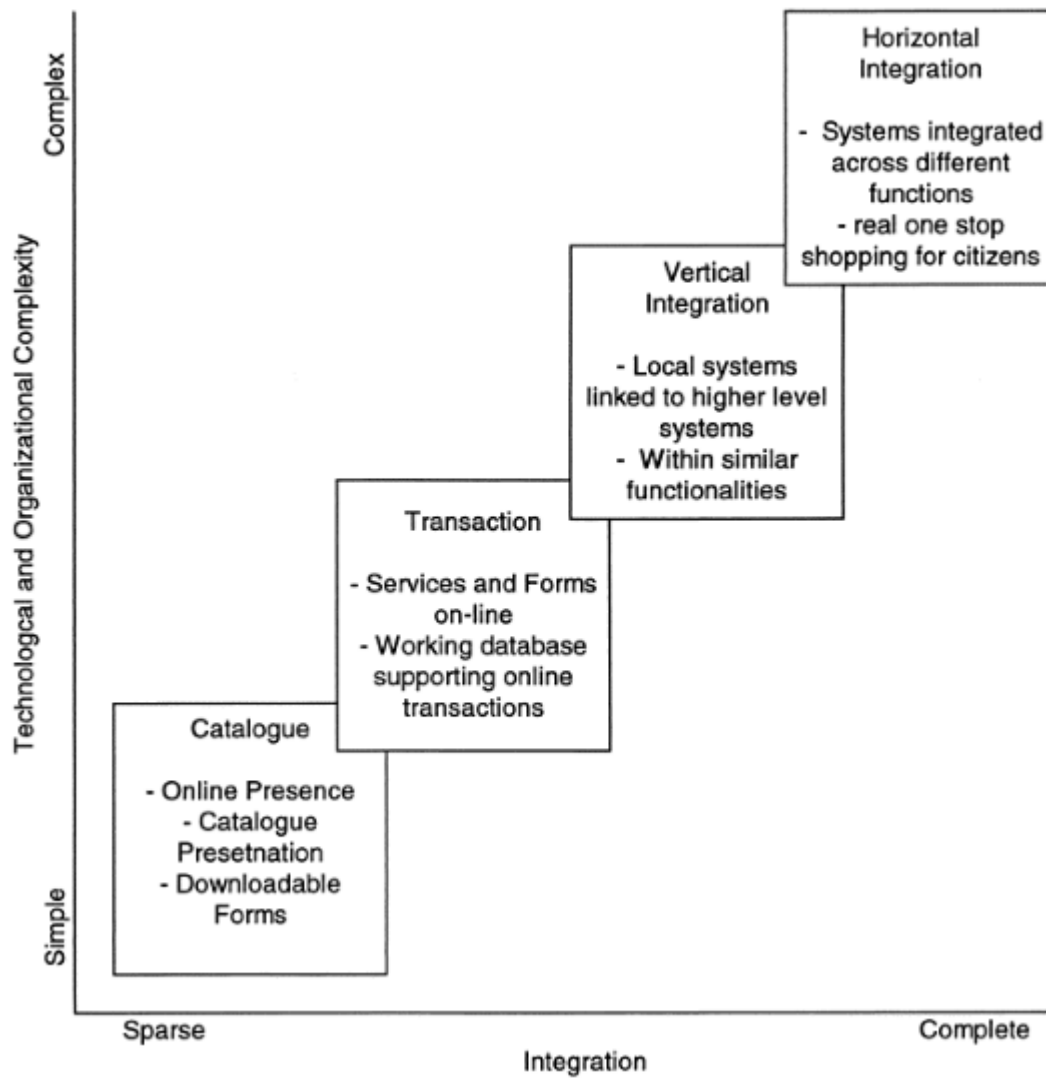 Horizontal
Integration
- Systems integrated
across different
functions
- real one stop
shopping for citizens
Vertical
Integration
- Local systems
linked to higher level
systems
- Within similar
functionalities
Transaction
- Services and Forms
on-line
- Working database
supporting online
transactions
Catalogue
- Online Presence
- Catalogue
Presetnation
- Downloadable
Forms
Complex
Technologcal and Organizational Complexity
Simple
Sparse
Complete
Integration